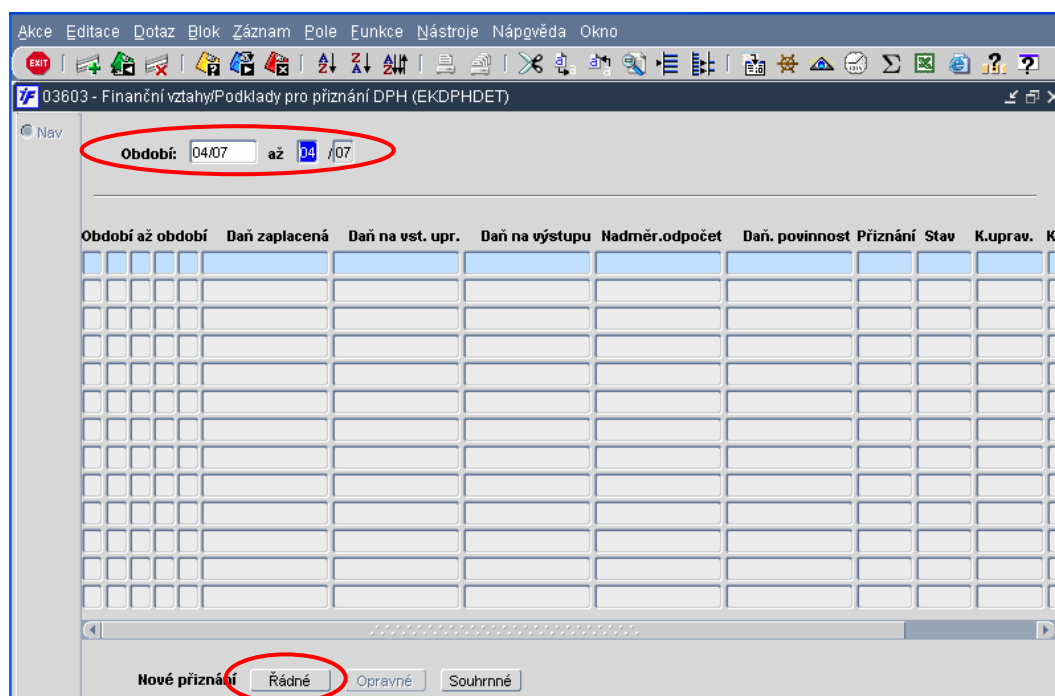 Akce Editace Dotaz Blok Záznam Pole Funkce Nástroje Nápověda Okno
EXIT
03603 - Finanční vztahy/Podklady pro přiznání DPH (EKDPHDET)
Nav
Období: 04/07 až 04 /07
Období až období Daň zaplacená Daň na vst. upr. Daň na výstupu Nadměr.odpočet Daň. povinnost Přiznání Stav K.uprav. K
Nové přiznání Řádné Opravné Souhrnné